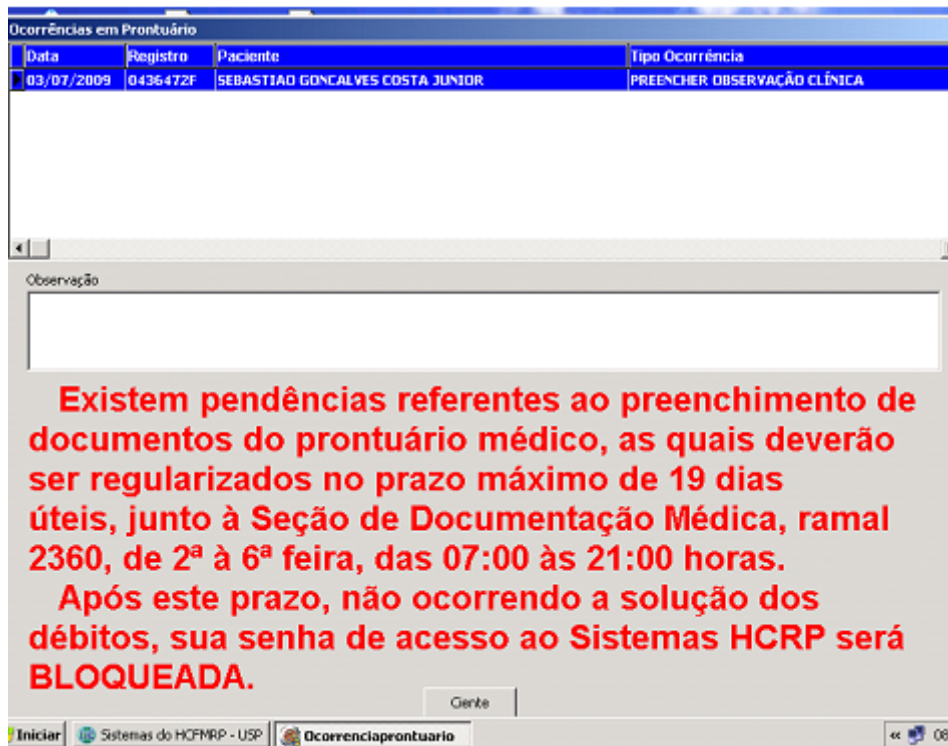 Ocorrências em Prontuário
Data Registro Paciente Tipo Ocorrência
03/07/2009 0436472F SEBASTIAO GONCALVES COSTA JUNIOR PREENCHER OBSERVAÇÃO CLÍNICA
Observação
Existem pendências referentes ao preenchimento de
documentos do prontuário médico, as quais deverão
ser regularizados no prazo máximo de 19 dias
úteis, junto à Seção de Documentação Médica, ramal
2360, de 2ª à 6ª feira, das 07:00 às 21:00 horas.
Após este prazo, não ocorrendo a solução dos
débitos, sua senha de acesso ao Sistemas HCRP será
BLOQUEADA.
Ciente
Iniciar Sistemas do HCFMRP - USP Ocorrenciaprontuario «